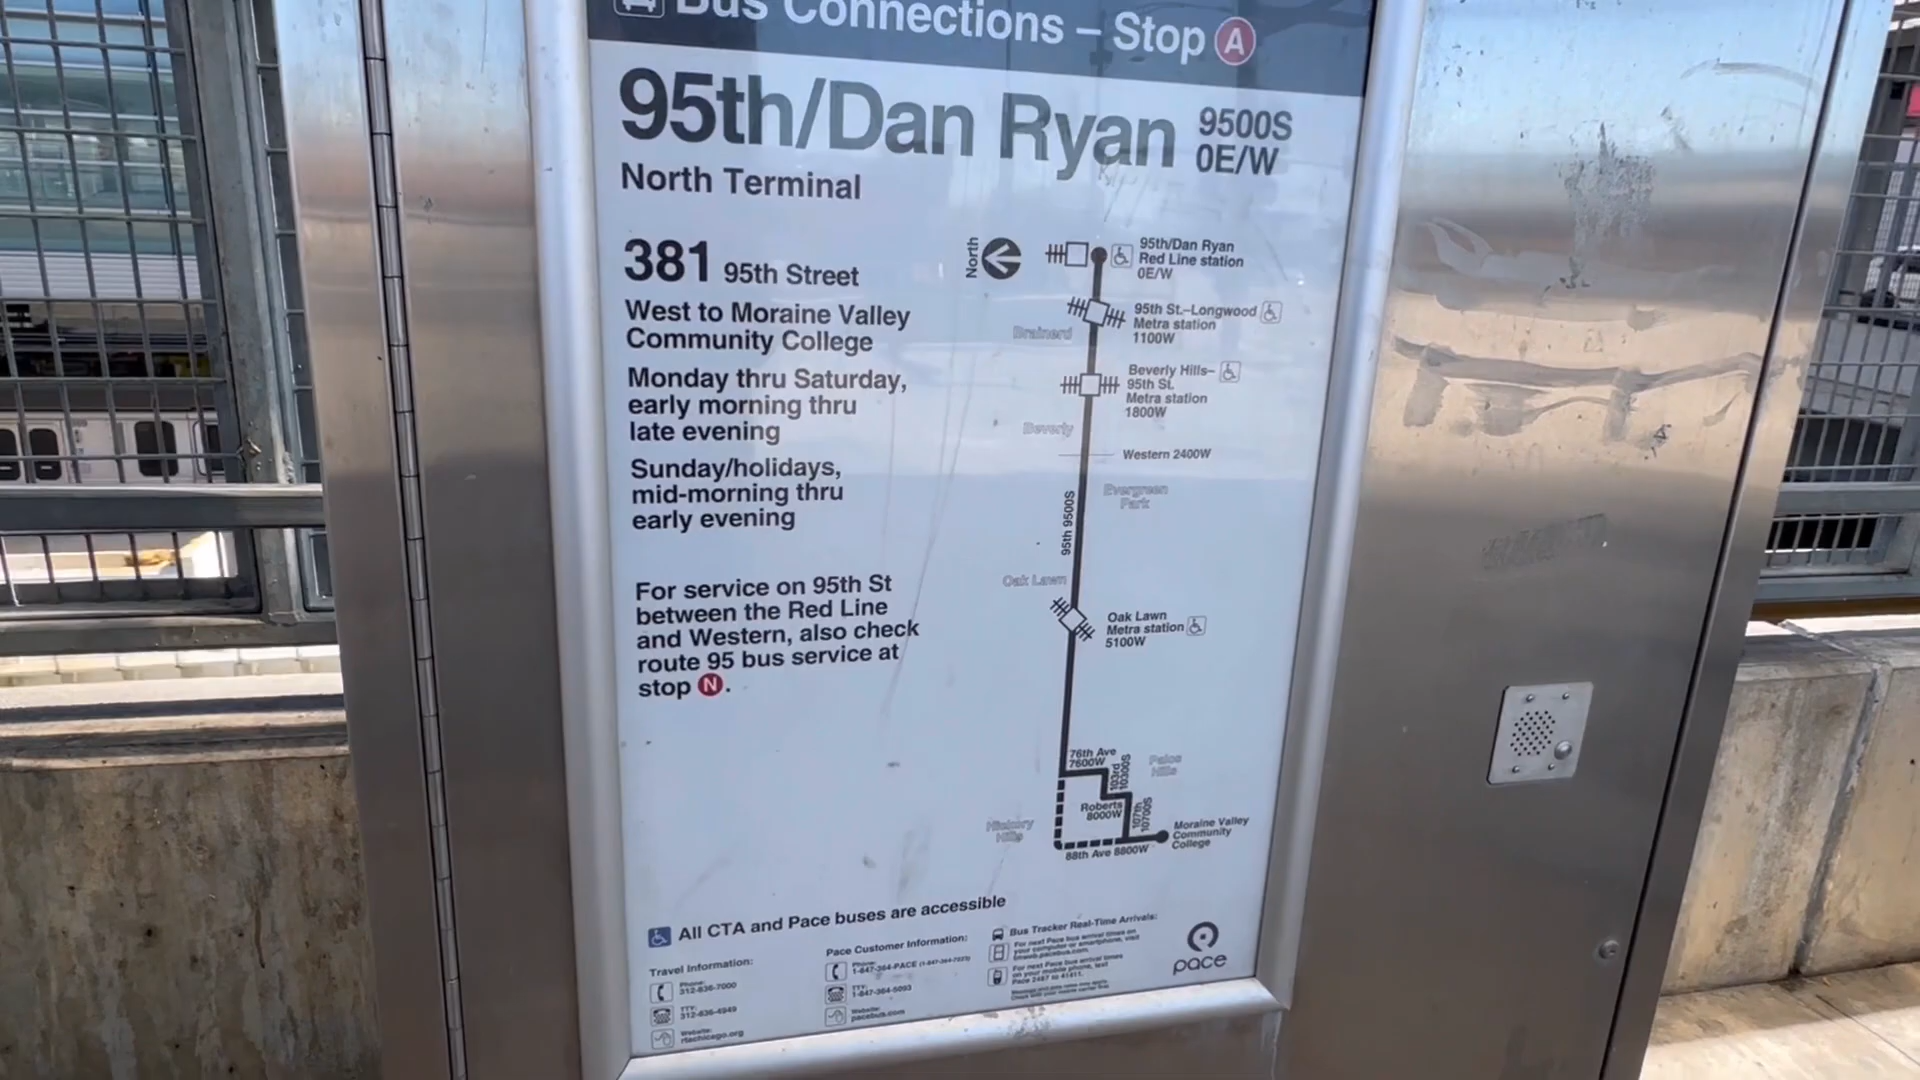 Bus Connections – Stop A
95th/Dan Ryan
9500S
0E/W
North Terminal
381 95th Street
West to Moraine Valley
Community College
Monday thru Saturday,
early morning thru
late evening
Sunday/holidays,
mid-morning thru
early evening
For service on 95th St
between the Red Line
and Western, also check
route 95 bus service at
stop N.
North
95th/Dan Ryan
Red Line station
0E/W
95th St.–Longwood
Metra station
1100W
Brainerd
Beverly Hills–
95th St.
Metra station
1800W
Beverly
Western 2400W
Evergreen
Park
95th 9500S
Oak Lawn
Oak Lawn
Metra station
5100W
76th Ave
7600W
103rd
10300S
Palos
Hills
Roberts
8000W
107th
10700S
Hickory
Hills
Moraine Valley
Community
College
88th Ave 8800W
All CTA and Pace buses are accessible
Travel Information:
Phone:
312-836-7000
TTY:
312-836-4949
Website:
rtachicago.org
Pace Customer Information:
Phone:
1-847-364-PACE (1-847-364-7223)
TTY:
1-847-364-5093
Website:
pacebus.com
Bus Tracker Real-Time Arrivals:
For next Pace bus arrival times on
your computer or smartphone, visit
For next Pace bus arrival times
on your mobile phone, text
pace